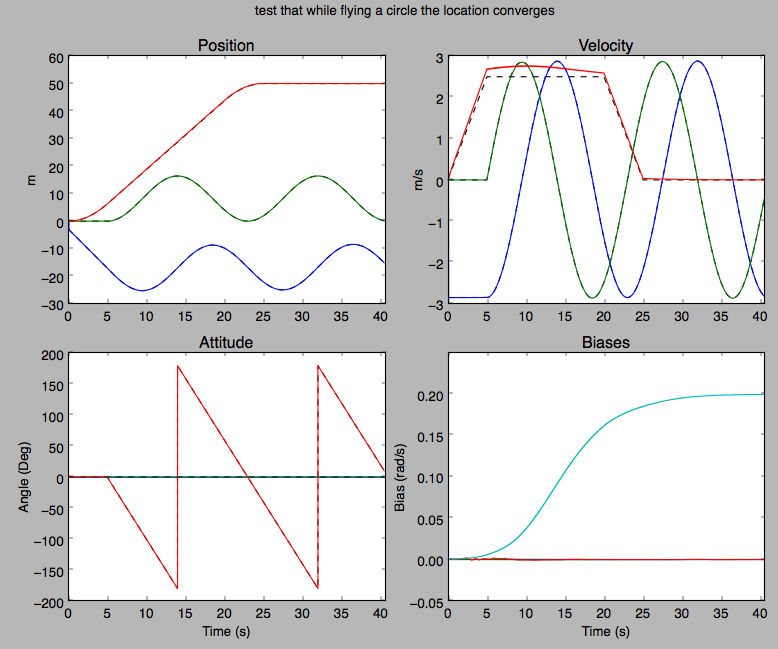 test that while flying a circle the location converges
Position
60
50
40
30
20
10
0
−10
−20
−30
m
0 5 10 15 20 25 30 35 40
Velocity
3
2
1
0
−1
−2
−3
m/s
0 5 10 15 20 25 30 35 40
Attitude
200
150
100
50
0
−50
−100
−150
−200
Angle (Deg)
0 5 10 15 20 25 30 35 40
Time (s)
Biases
0.20
0.15
0.10
0.05
0.00
−0.05
Bias (rad/s)
0 5 10 15 20 25 30 35 40
Time (s)